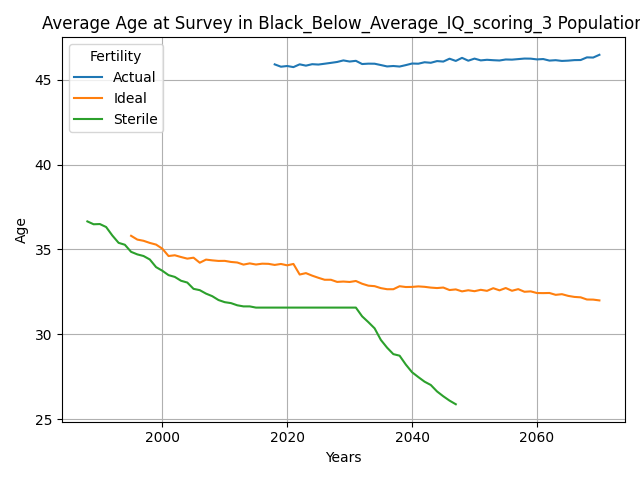 Average Age at Survey in Black_Below_Average_IQ_scoring_3 Population
Fertility
Actual
Ideal
Sterile
45
40
35
30
25
Age
2000
2020
2040
2060
Years